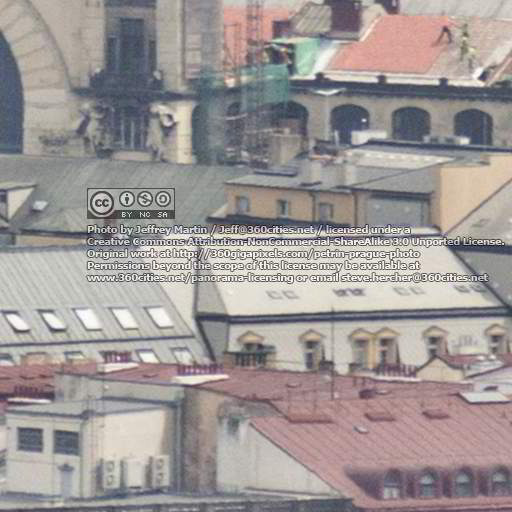 cc
BY NC SA
Photo by Jeffrey Martin / Jeff@360cities.net / licensed under a
Creative Commons Attribution-NonCommercial-ShareAlike 3.0 Unported License.
Original work at http://360gigapixels.com/petrin-prague-photo
Permissions beyond the scope of this license may be available at
www.360cities.net/panorama-licensing or email steve.hercher@360cities.net